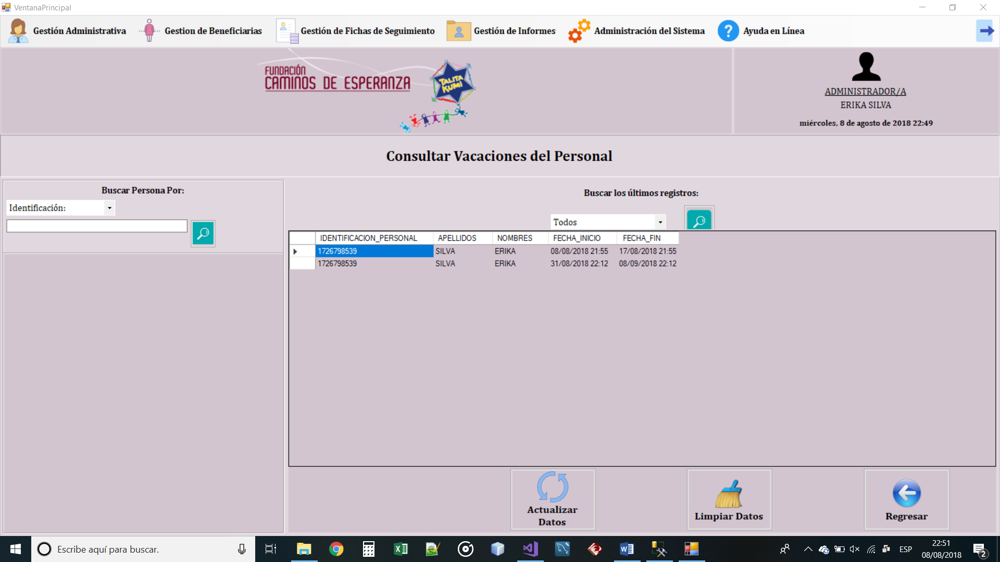 VentanaPrincipal
Gestión Administrativa
Gestion de Beneficiarias
Gestión de Fichas de Seguimiento
Gestión de Informes
Administración del Sistema
? Ayuda en Línea
FUNDACIÓN
CAMINOS DE ESPERANZA
TALITA
KUMI
ADMINISTRADOR/A
ERIKA SILVA
miércoles, 8 de agosto de 2018 22:49
Consultar Vacaciones del Personal
Buscar Persona Por:
Identificación:
Buscar los últimos registros:
Todos
IDENTIFICACION_PERSONAL APELLIDOS NOMBRES FECHA_INICIO FECHA_FIN
1726798539 SILVA ERIKA 08/08/2018 21:55 17/08/2018 21:55
1726798539 SILVA ERIKA 31/08/2018 22:12 08/09/2018 22:12
Actualizar
Datos
Limpiar Datos
Regresar
Escribe aquí para buscar.
ESP
22:51
08/08/2018
2